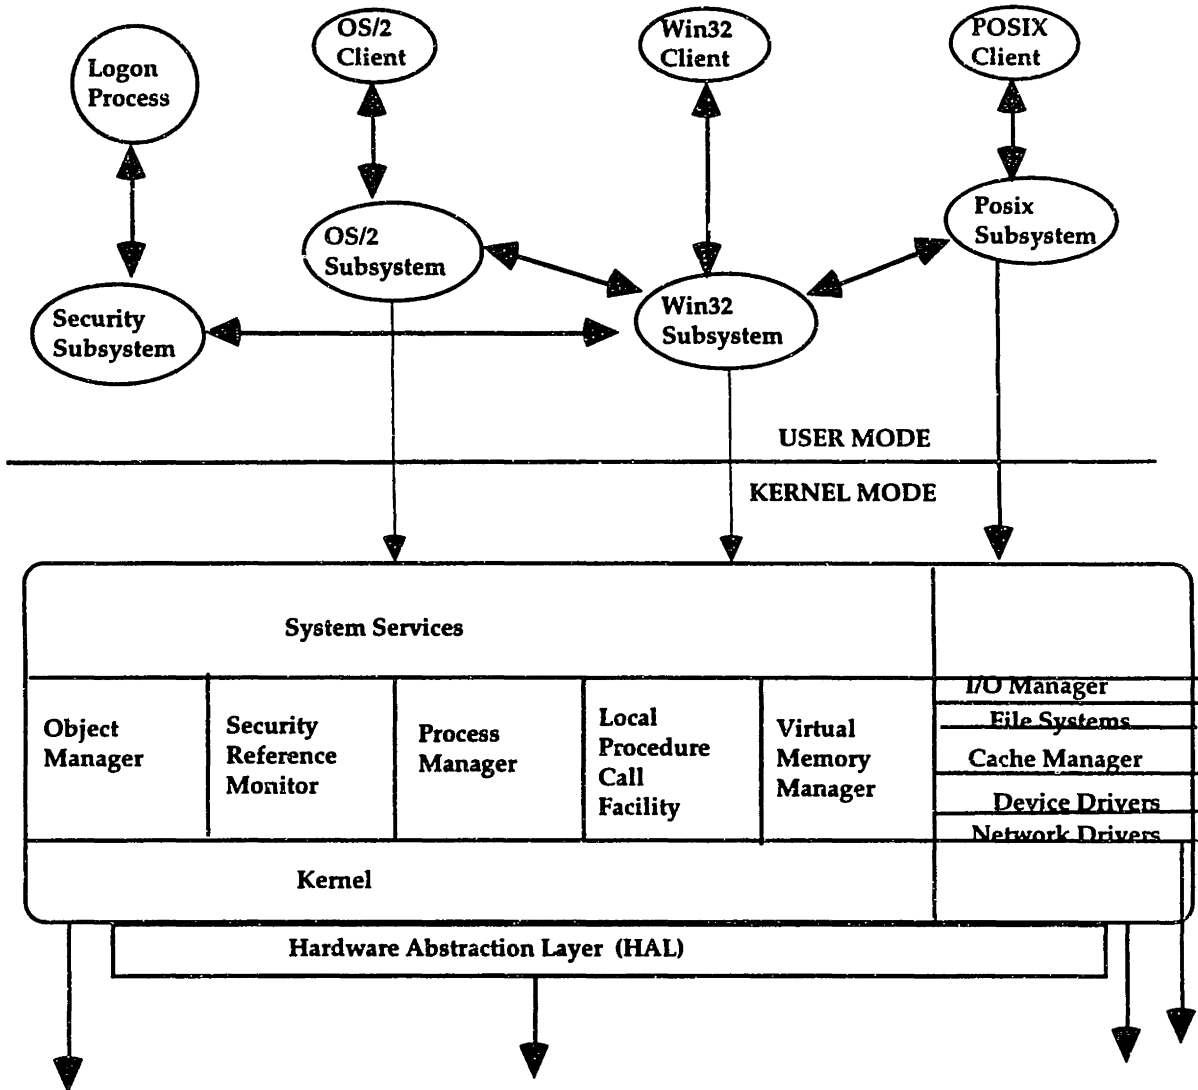 Logon
Process
OS/2
Client
Win32
Client
POSIX
Client
OS/2
Subsystem
Posix
Subsystem
Security
Subsystem
Win32
Subsystem
USER MODE
KERNEL MODE
System Services
Object
Manager
Security
Reference
Monitor
Process
Manager
Local
Procedure
Call
Facility
Virtual
Memory
Manager
I/O Manager
File Systems
Cache Manager
Device Drivers
Network Drivers
Kernel
Hardware Abstraction Layer (HAL)